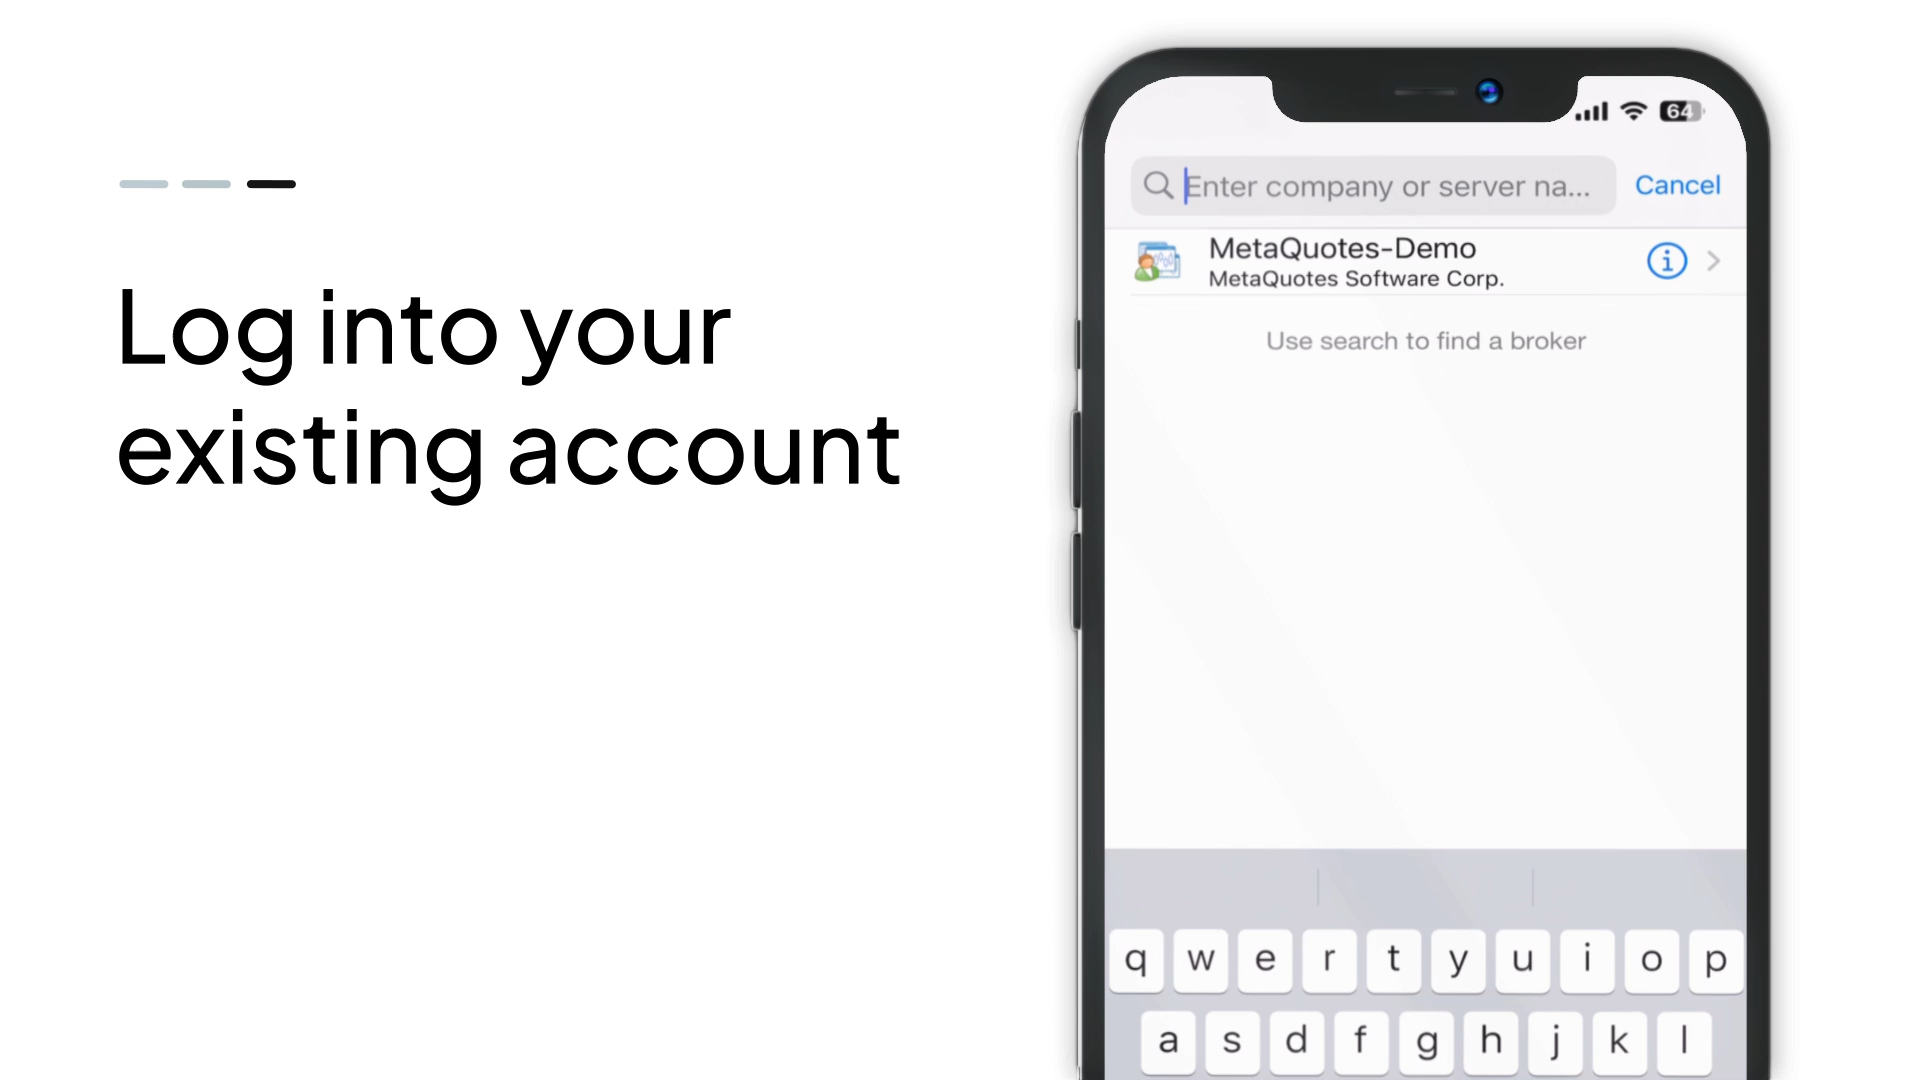 Log into your
existing account
64
Enter company or server na...
Cancel
MetaQuotes-Demo
MetaQuotes Software Corp.
Use search to find a broker
q w e r t y u i o p
a s d f g h j k l